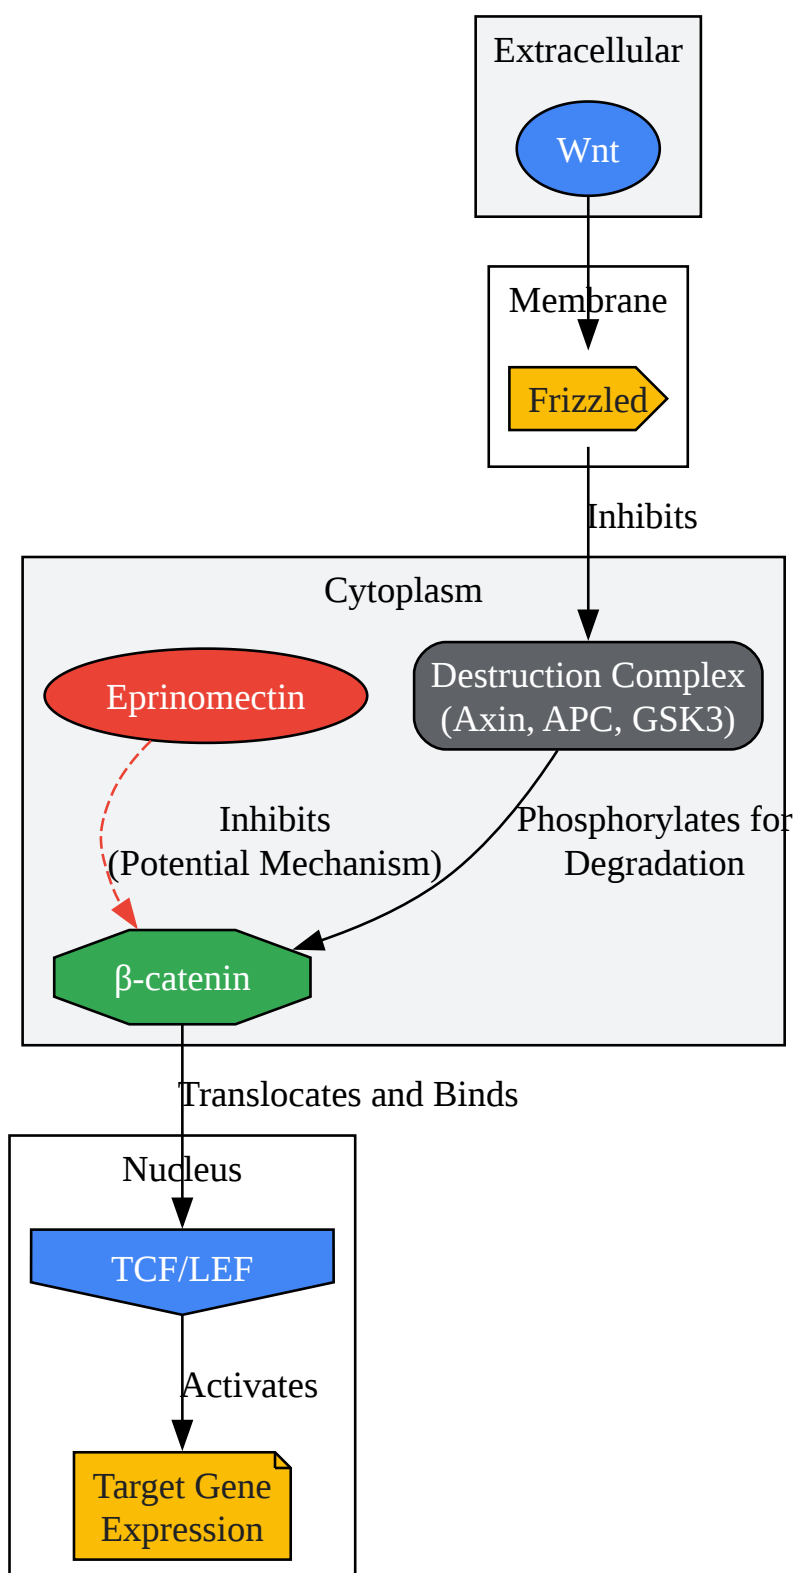 Extracellular
Wnt
Membrane
Frizzled
Inhibits
Cytoplasm
Eprinomectin
Destruction Complex
(Axin, APC, GSK3)
Inhibits
(Potential Mechanism)
Phosphorylates for
Degradation
β-catenin
Translocates and Binds
Nucleus
TCF/LEF
Activates
Target Gene
Expression